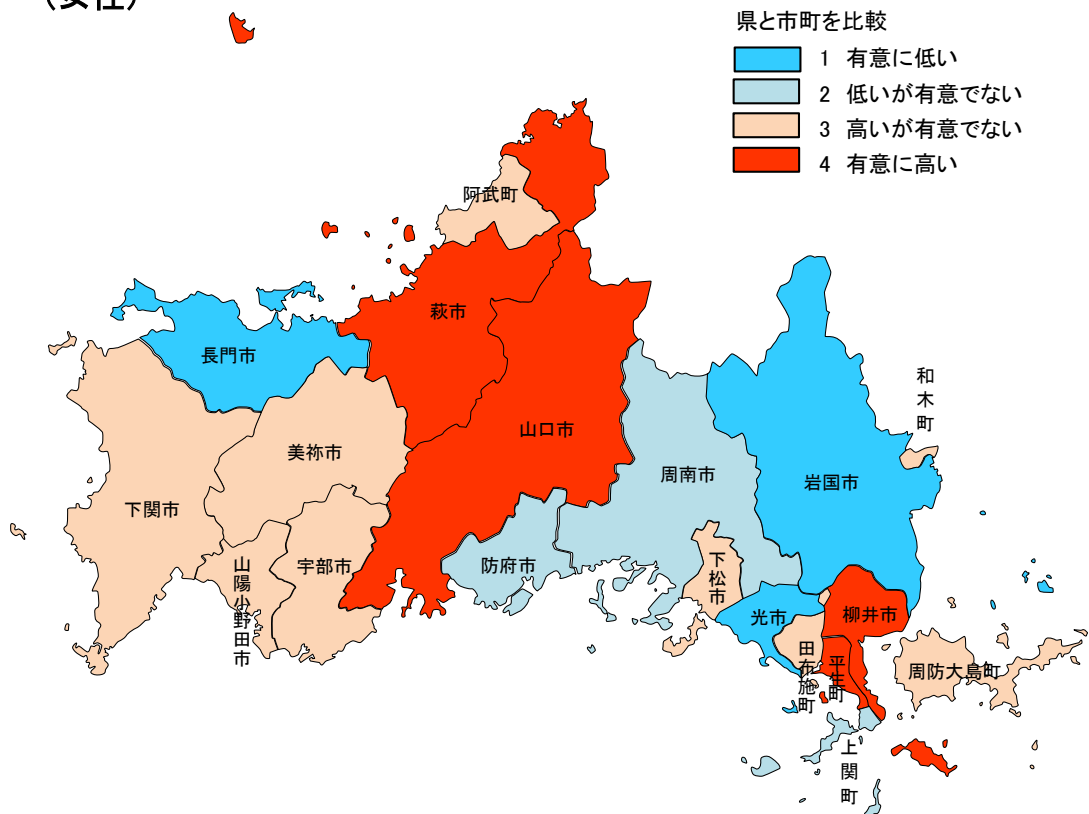 (女性)
県と市町を比較
1 有意に低い
2 低いが有意でない
3 高いが有意でない
4 有意に高い
阿武町
萩市
長門市
和木町
山口市
美祢市
周南市
岩国市
下関市
山陽小野田市
宇部市
防府市
下松市
光市
柳井市
田布施町
平生町
周防大島町
上関町